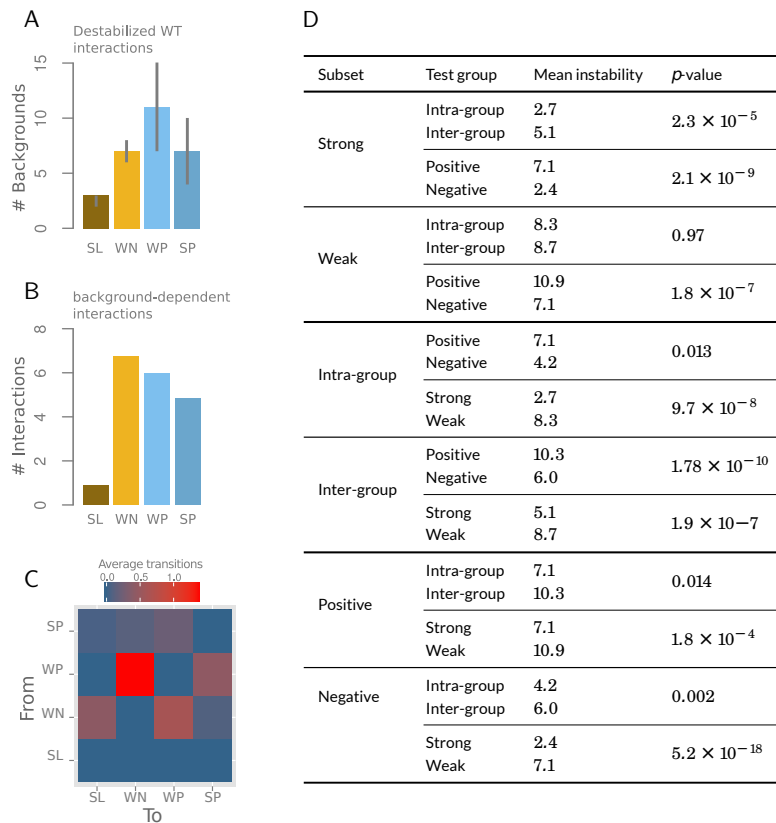 A
Destabilized WT
interactions
# Backgrounds
0
5
10
15
SL WN WP SP
B
background-dependent
interactions
# Interactions
0
2
4
6
8
SL WN WP SP
C
Average transitions
0.0 0.5 1.0
From
SP
WP
WN
SL
SL WN WP SP
To
D
Subset Test group Mean instability p-value
Strong
Intra-group 2.7
Inter-group 5.1
2.3 × 10⁻⁵
Positive 7.1
Negative 2.4
2.1 × 10⁻⁹
Weak
Intra-group 8.3
Inter-group 8.7
0.97
Positive 10.9
Negative 7.1
1.8 × 10⁻⁷
Intra-group
Positive 7.1
Negative 4.2
0.013
Strong 2.7
Weak 8.3
9.7 × 10⁻⁸
Inter-group
Positive 10.3
Negative 6.0
1.78 × 10⁻¹⁰
Strong 5.1
Weak 8.7
1.9 × 10−7
Positive
Intra-group 7.1
Inter-group 10.3
0.014
Strong 7.1
Weak 10.9
1.8 × 10⁻⁴
Negative
Intra-group 4.2
Inter-group 6.0
0.002
Strong 2.4
Weak 7.1
5.2 × 10⁻¹⁸